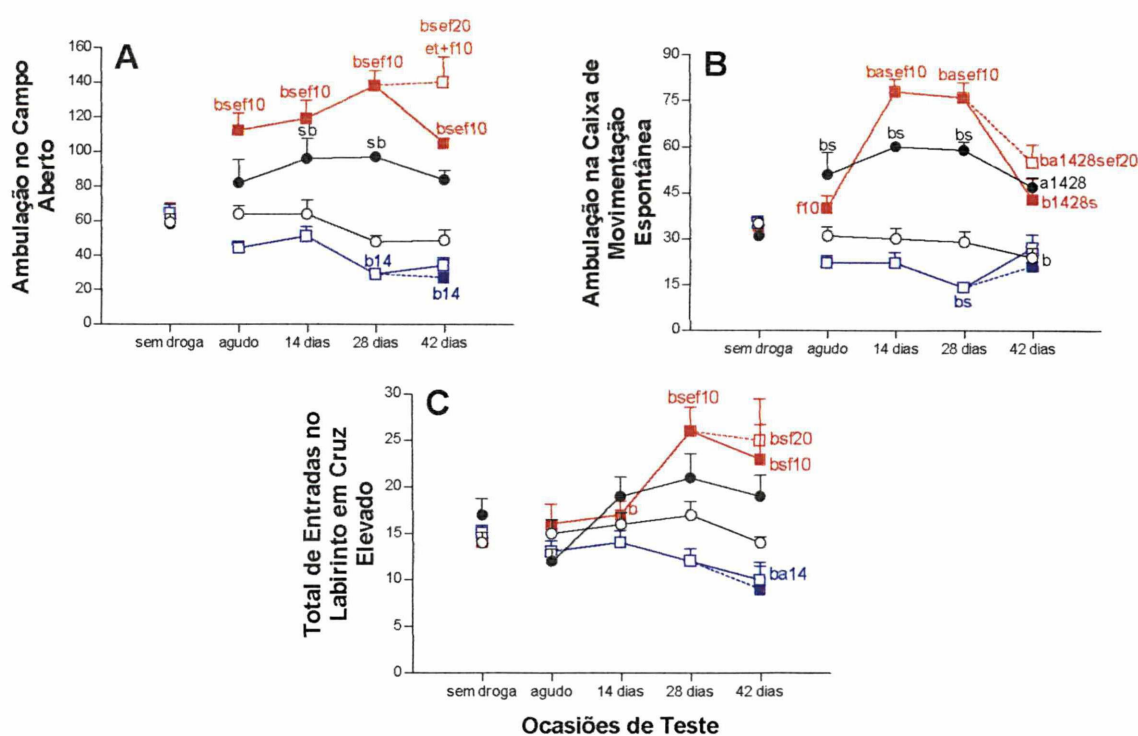 A
bsef20
et+f10
bsef10
bsef10
bsef10
bsef10
sb
sb
b14
b14
160
140
120
100
80
60
40
20
0
Ambulação no Campo
Aberto
sem droga agudo 14 dias 28 dias 42 dias
B
basef10 basef10
bs
bs
bs
ba1428sef20
a1428
b1428s
f10
b
bs
90
75
60
45
30
15
0
Ambulação na Caixa de
Movimentação
Espontânea
sem droga agudo 14 dias 28 dias 42 dias
C
bsef10
bsf20
bsf10
b
ba14
30
25
20
15
10
5
0
Total de Entradas no
Labirinto em Cruz
Elevado
sem droga agudo 14 dias 28 dias 42 dias
Ocasiões de Teste